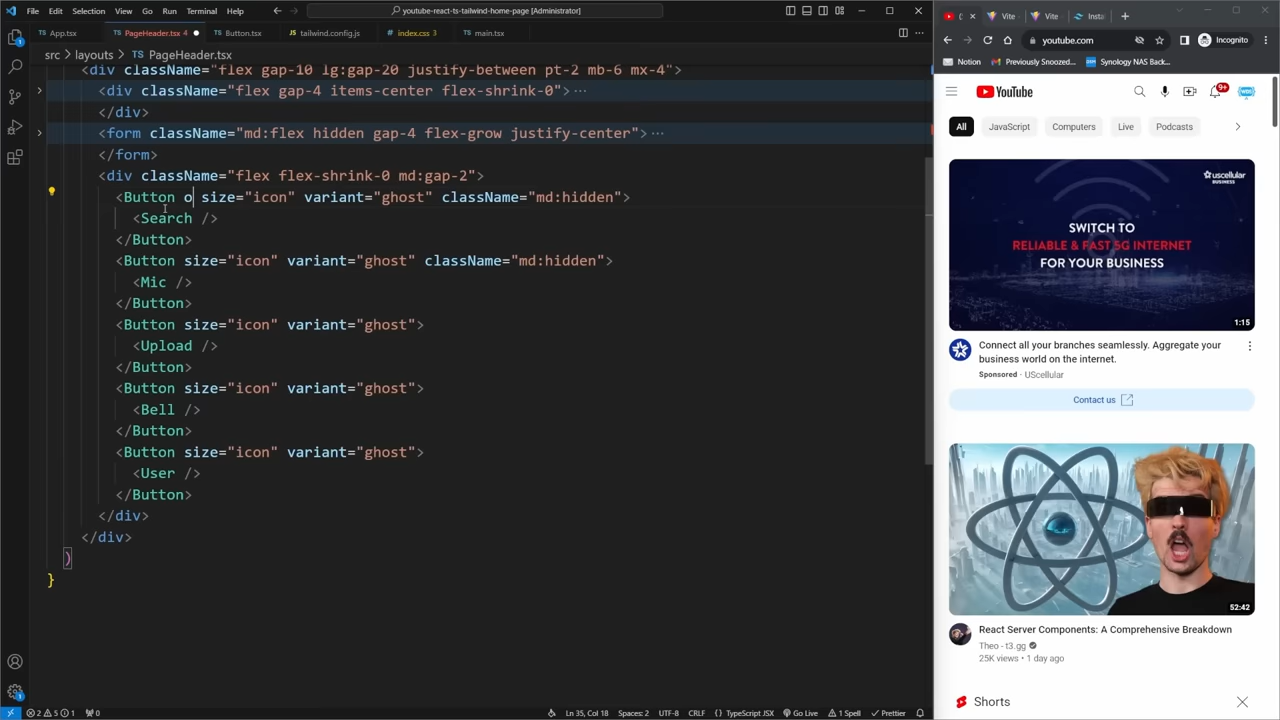 File Edit Selection View Go Run Terminal Help
youtube-react-ts-tailwind-home-page [Administrator]
App.tsx PageHeader.tsx 4 Button.tsx tailwind.config.js index.css 3 main.tsx
src > layouts > PageHeader.tsx
<div className="flex gap-10 lg:gap-20 justify-between pt-2 mb-6 mx-4">
<div className="flex gap-4 items-center flex-shrink-0">
</div>
<form className="md:flex hidden gap-4 flex-grow justify-center">
</form>
<div className="flex flex-shrink-0 md:gap-2">
<Button o size="icon" variant="ghost" className="md:hidden">
<Search />
</Button>
<Button size="icon" variant="ghost" className="md:hidden">
<Mic />
</Button>
<Button size="icon" variant="ghost">
<Upload />
</Button>
<Button size="icon" variant="ghost">
<Bell />
</Button>
<Button size="icon" variant="ghost">
<User />
</Button>
</div>
</div>
)
}
2 5 1 0 Ln 35, Col 18 Spaces: 2 UTF-8 CRLF {} TypeScript JSX Go Live 1 Spell Prettier
Vite Vite Insta
youtube.com Incognito
Notion Previously Snoozed... Synology NAS Back...
YouTube 9+
All JavaScript Computers Live Podcasts
uscellular
BUSINESS
SWITCH TO
RELIABLE & FAST 5G INTERNET
FOR YOUR BUSINESS
1:15
Connect all your branches seamlessly. Aggregate your
business world on the internet.
Sponsored · UScellular
Contact us
52:42
React Server Components: A Comprehensive Breakdown
Theo - t3.gg
25K views • 1 day ago
Shorts